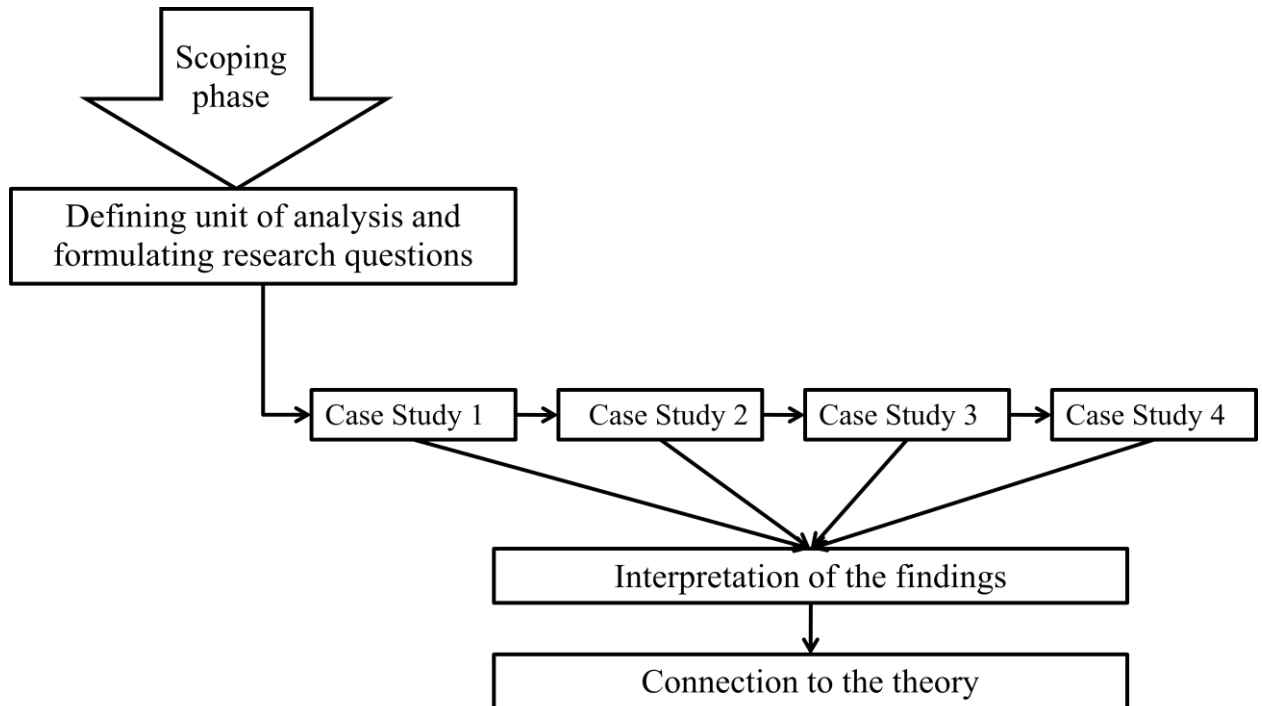 Scoping
phase
Defining unit of analysis and
formulating research questions
Case Study 1
Case Study 2
Case Study 3
Case Study 4
Interpretation of the findings
Connection to the theory